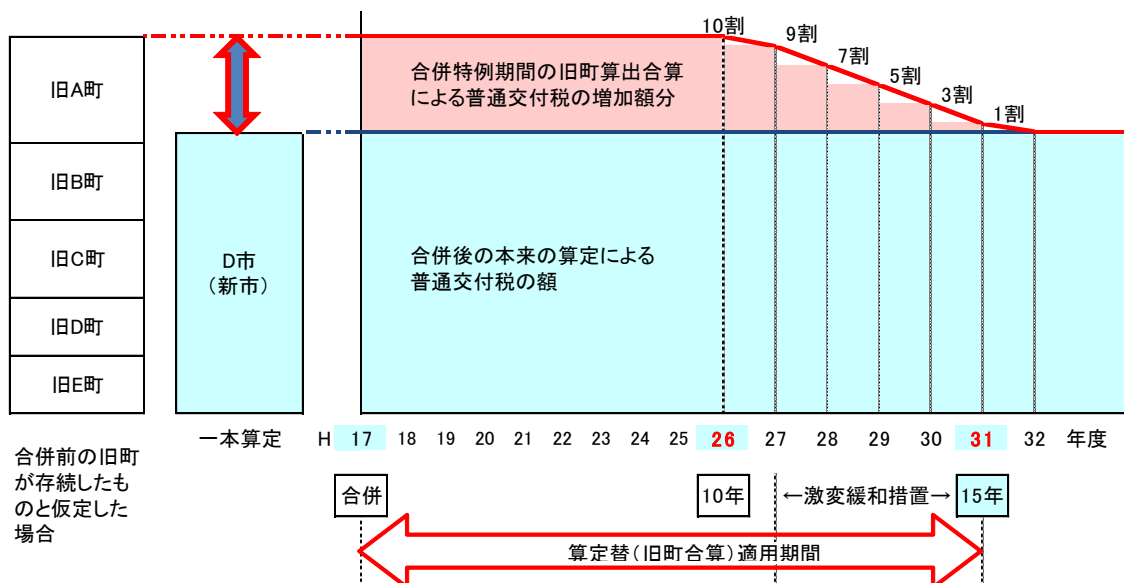 10割
9割
7割
5割
3割
1割
旧A町
旧B町
旧C町
旧D町
旧E町
合併前の旧町
が存続したも
のと仮定した
場合
D市
（新市）
一本算定
合併特例期間の旧町算出合算
による普通交付税の増加額分
合併後の本来の算定による
普通交付税の額
H 17 18 19 20 21 22 23 24 25 26 27 28 29 30 31 32 年度
合併
10年
←激変緩和措置→
15年
算定替（旧町合算）適用期間